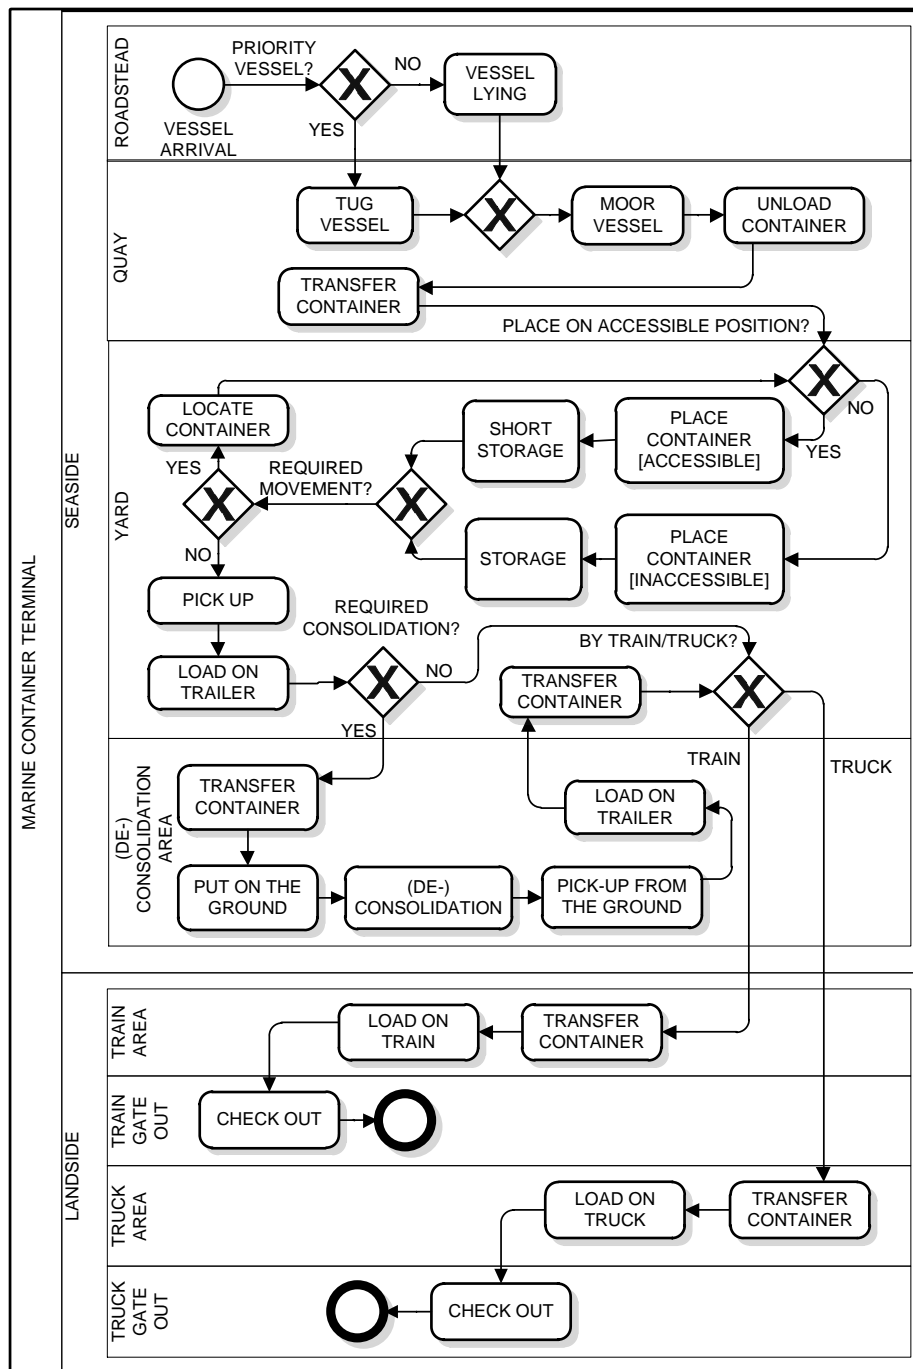 MARINE CONTAINER TERMINAL
SEASIDE
ROADSTEAD
PRIORITY
VESSEL?
NO
VESSEL
LYING
YES
VESSEL
ARRIVAL
QUAY
TUG
VESSEL
MOOR
VESSEL
UNLOAD
CONTAINER
TRANSFER
CONTAINER
PLACE ON ACCESSIBLE POSITION?
YARD
LOCATE
CONTAINER
SHORT
STORAGE
PLACE
CONTAINER
[ACCESSIBLE]
NO
YES
YES
REQUIRED
MOVEMENT?
NO
STORAGE
PLACE
CONTAINER
[INACCESSIBLE]
PICK UP
REQUIRED
CONSOLIDATION?
BY TRAIN/TRUCK?
LOAD ON
TRAILER
NO
TRANSFER
CONTAINER
YES
TRAIN
TRUCK
(DE-)
CONSOLIDATION
AREA
TRANSFER
CONTAINER
LOAD ON
TRAILER
PUT ON THE
GROUND
(DE-)
CONSOLIDATION
PICK-UP FROM
THE GROUND
LANDSIDE
TRAIN
AREA
LOAD ON
TRAIN
TRANSFER
CONTAINER
TRAIN
GATE
OUT
CHECK OUT
TRUCK
AREA
LOAD ON
TRUCK
TRANSFER
CONTAINER
TRUCK
GATE
OUT
CHECK OUT